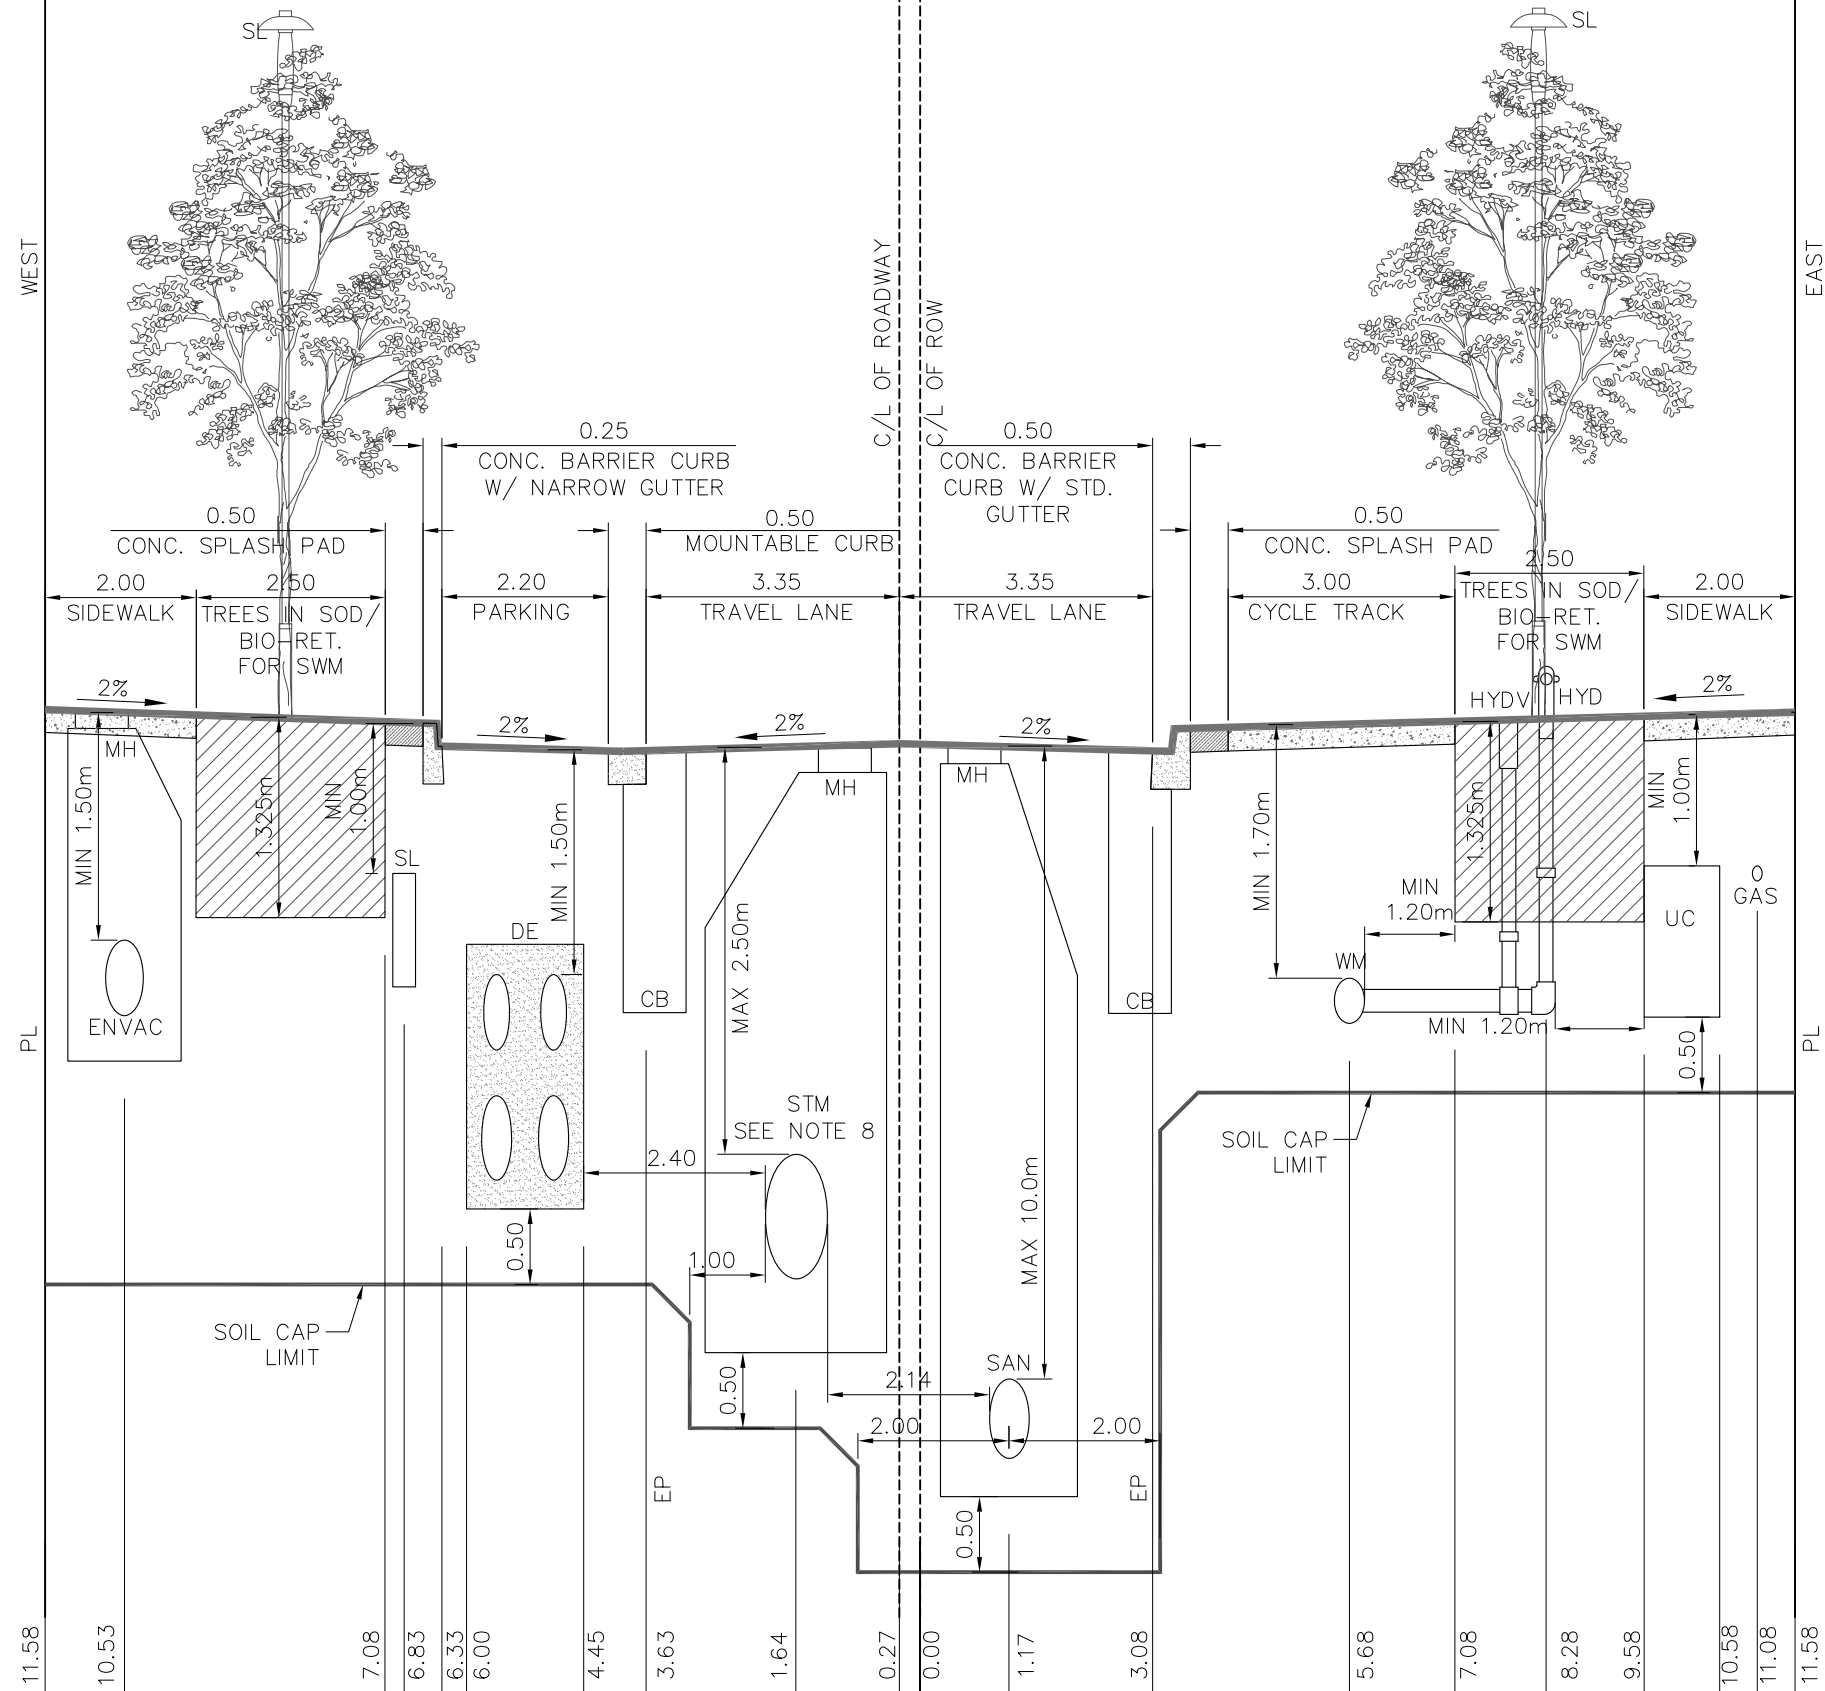 SL
SL
WEST
EAST
C/L OF ROADWAY
C/L OF ROW
0.25
CONC. BARRIER CURB
W/ NARROW GUTTER
0.50
CONC. BARRIER
CURB W/ STD.
GUTTER
0.50
CONC. SPLASH PAD
0.50
MOUNTABLE CURB
0.50
CONC. SPLASH PAD
2.00
SIDEWALK
2.50
TREES IN SOD/
BIO-RET.
FOR SWM
2.20
PARKING
3.35
TRAVEL LANE
3.35
TRAVEL LANE
3.00
CYCLE TRACK
2.50
TREES IN SOD/
BIO-RET.
FOR SWM
2.00
SIDEWALK
2%
2%
2%
2%
2%
HYDV
HYD
MH
MIN 1.50m
1.325m
MIN
1.00m
SL
MIN 1.50m
MH
MH
MAX 2.50m
MAX 10.0m
MIN 1.70m
1.325m
MIN
1.00m
MIN
1.20m
0
GAS
UC
DE
CB
CB
WM
MIN 1.20m
ENVAC
PL
PL
0.50
STM
SEE NOTE 8
2.40
SOIL CAP
LIMIT
0.50
1.00
SOIL CAP
LIMIT
0.50
SAN
2.14
2.00
2.00
EP
EP
0.50
11.58
10.53
7.08
6.83
6.33
6.00
4.45
3.63
1.64
0.27
0.00
1.17
3.08
5.68
7.08
8.28
9.58
10.58
11.08
11.58